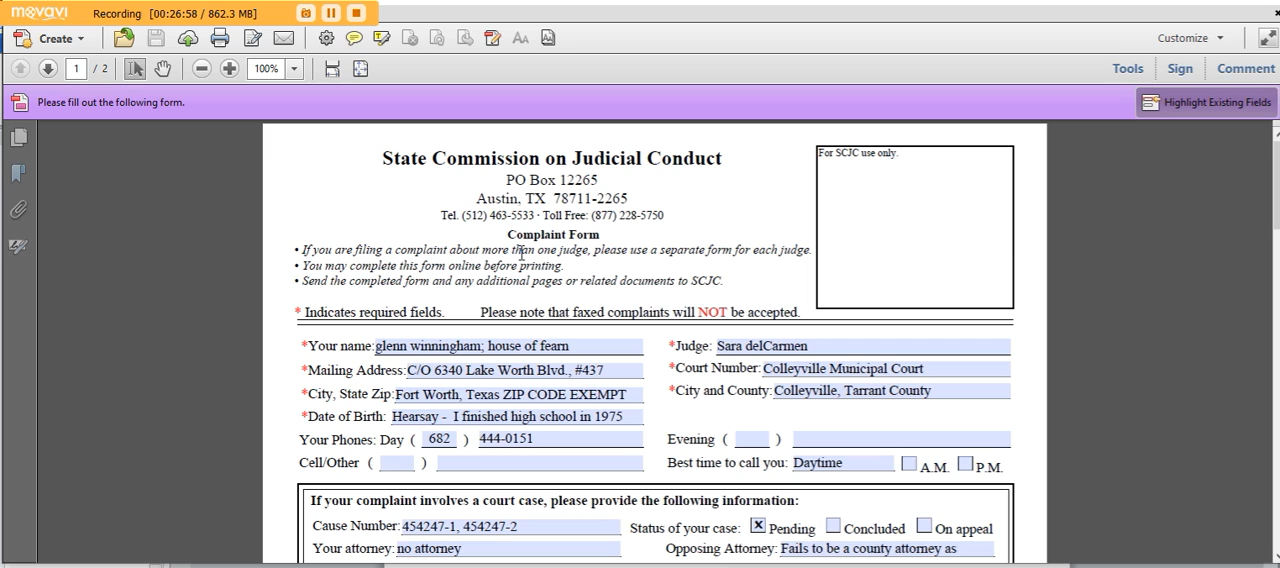 movavi Recording [00:26:58 / 862.3 MB]
Create Customize
1 / 2 100% Tools Sign Comment
Please fill out the following form. Highlight Existing Fields
State Commission on Judicial Conduct
For SCJC use only.
PO Box 12265
Austin, TX 78711-2265
Tel. (512) 463-5533 · Toll Free: (877) 228-5750
Complaint Form
• If you are filing a complaint about more than one judge, please use a separate form for each judge.
• You may complete this form online before printing.
• Send the completed form and any additional pages or related documents to SCJC.
* Indicates required fields. Please note that faxed complaints will NOT be accepted.
*Your name: glenn winningham; house of fearn *Judge: Sara delCarmen
*Mailing Address: C/O 6340 Lake Worth Blvd., #437 *Court Number: Colleyville Municipal Court
*City, State Zip: Fort Worth, Texas ZIP CODE EXEMPT *City and County: Colleyville, Tarrant County
*Date of Birth: Hearsay - I finished high school in 1975
Your Phones: Day ( 682 ) 444-0151 Evening ( )
Cell/Other ( ) Best time to call you: Daytime A.M. P.M.
If your complaint involves a court case, please provide the following information:
Cause Number: 454247-1, 454247-2 Status of your case: X Pending Concluded On appeal
Your attorney: no attorney Opposing Attorney: Fails to be a county attorney as